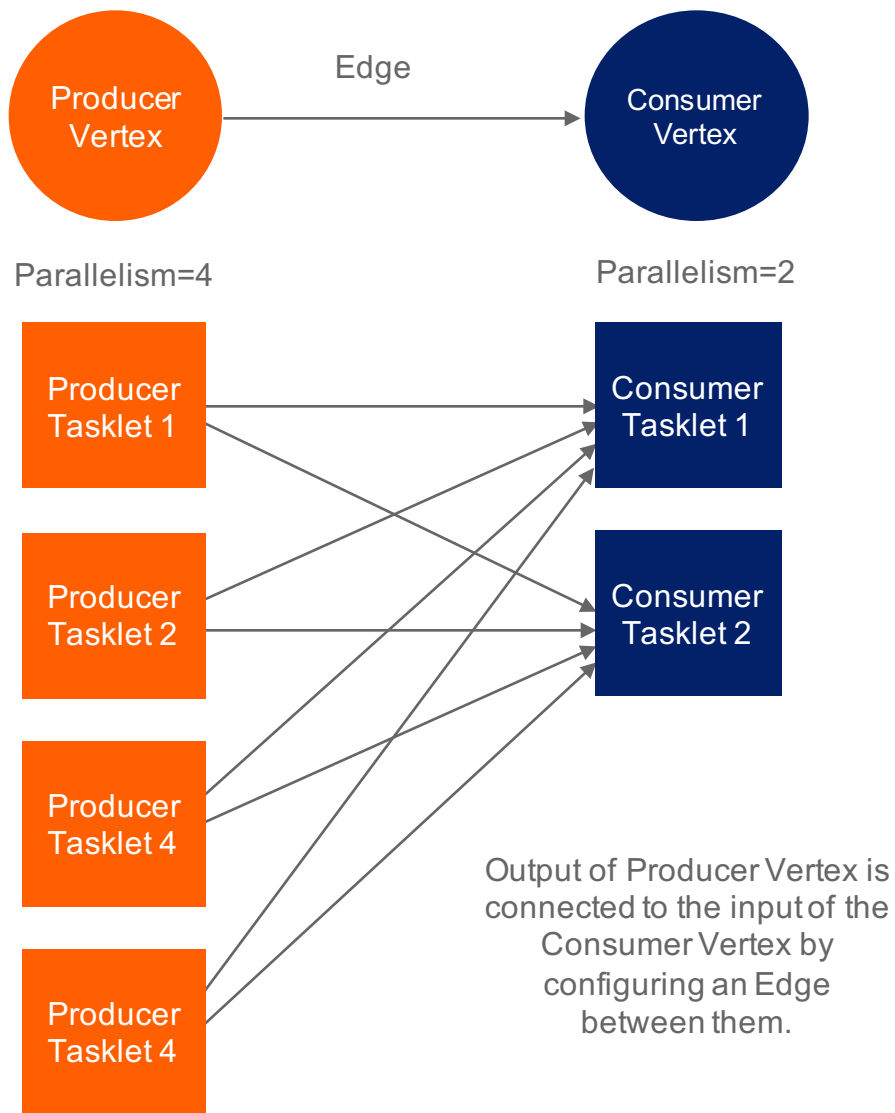 Producer
Vertex
Edge
Consumer
Vertex
Parallelism=4
Parallelism=2
Producer
Tasklet 1
Consumer
Tasklet 1
Producer
Tasklet 2
Consumer
Tasklet 2
Producer
Tasklet 4
Producer
Tasklet 4
Output of Producer Vertex is
connected to the input of the
Consumer Vertex by
configuring an Edge
between them.